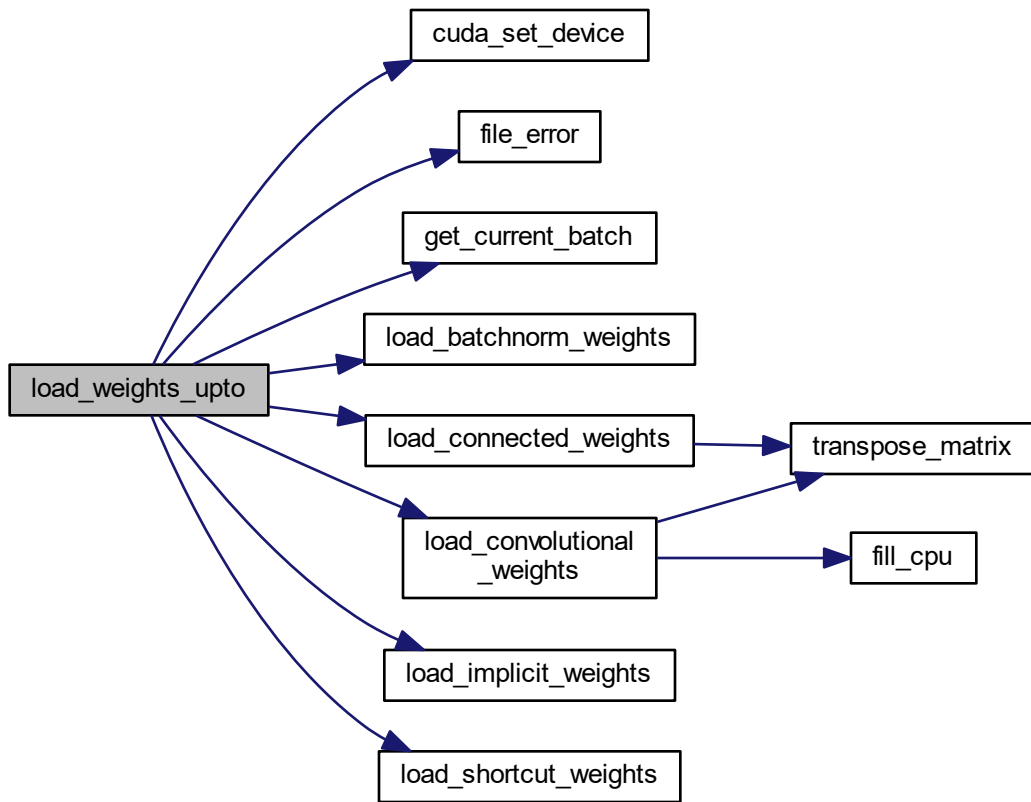 cuda_set_device
file_error
get_current_batch
load_batchnorm_weights
load_weights_upto
load_connected_weights
transpose_matrix
load_convolutional
_weights
fill_cpu
load_implicit_weights
load_shortcut_weights